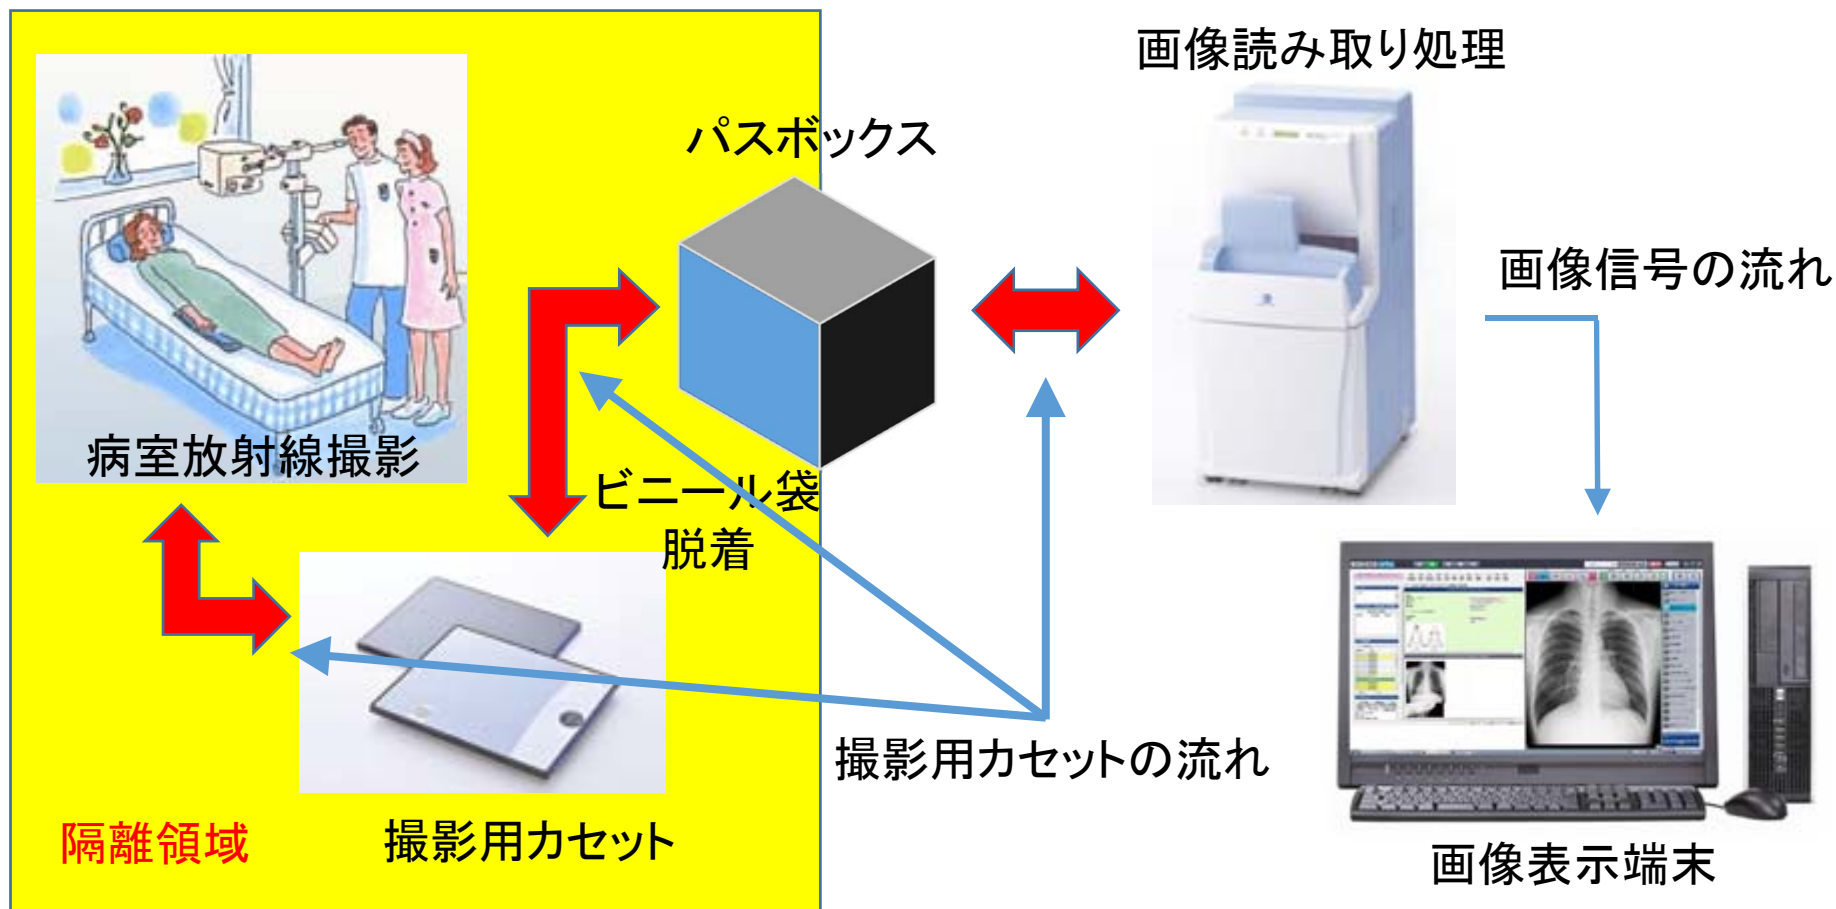 画像読み取り処理
パスボックス
画像信号の流れ
病室放射線撮影
ビニール袋
脱着
撮影用カセットの流れ
隔離領域
撮影用カセット
画像表示端末